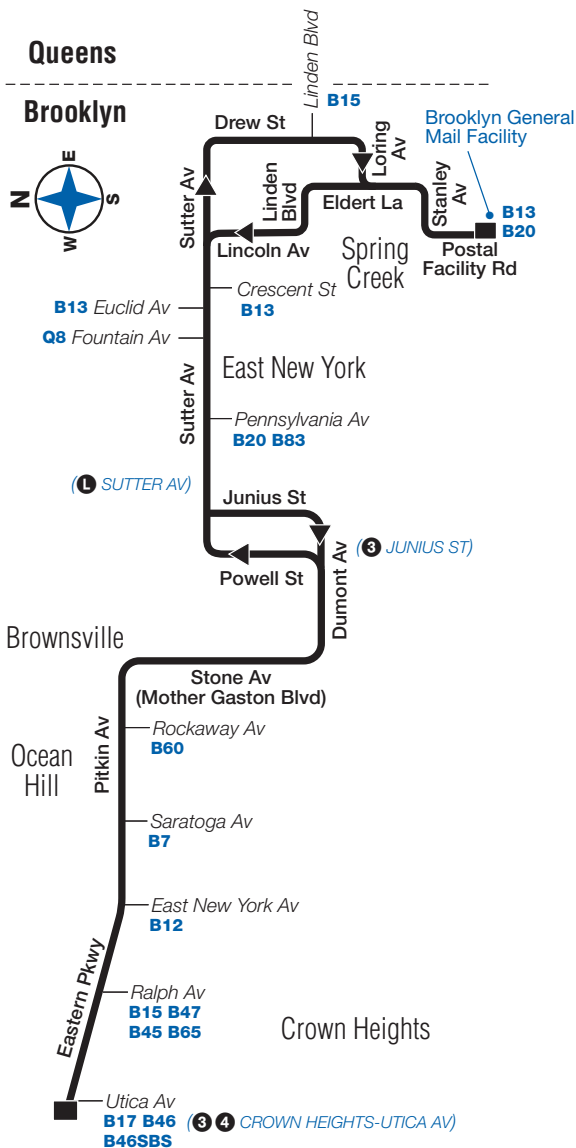 Queens
Brooklyn
Linden Blvd
B15
Brooklyn General
Mail Facility
N
E
S
W
Drew St
Loring
Av
Sutter Av
Linden
Blvd
Eldert La
Stanley
Av
B13
B20
Lincoln Av
Spring
Creek
Postal
Facility Rd
Crescent St
B13
B13 Euclid Av
Q8 Fountain Av
East New York
Sutter Av
Pennsylvania Av
B20 B83
(L SUTTER AV)
Junius St
(3 JUNIUS ST)
Powell St
Dumont Av
Brownsville
Stone Av
(Mother Gaston Blvd)
Pitkin Av
Rockaway Av
B60
Ocean
Hill
Saratoga Av
B7
East New York Av
B12
Eastern Pkwy
Ralph Av
B15 B47
B45 B65
Crown Heights
Utica Av
B17 B46 (3 4 CROWN HEIGHTS-UTICA AV)
B46SBS